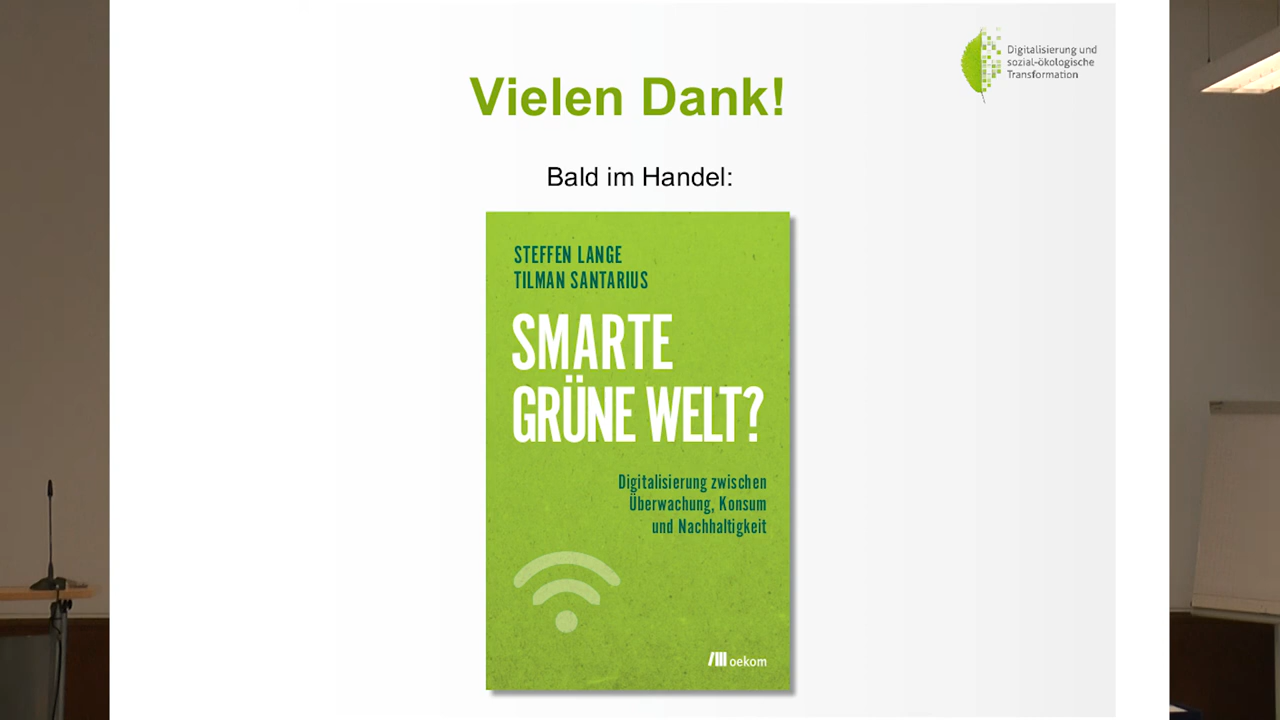 Digitalisierung und
sozial-ökologische
Transformation
Vielen Dank!
Bald im Handel:
STEFFEN LANGE
TILMAN SANTARIUS
SMARTE
GRÜNE WELT?
Digitalisierung zwischen
Überwachung, Konsum
und Nachhaltigkeit
oekom